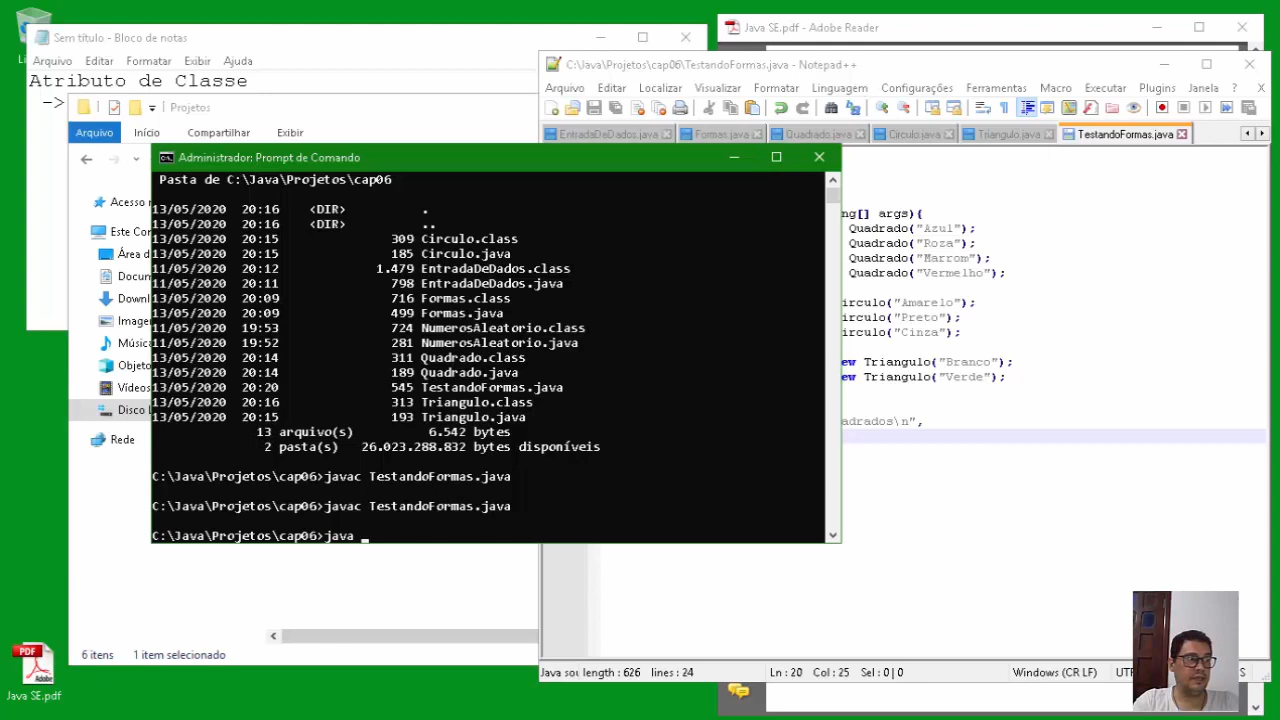 Sem título - Bloco de notas
Arquivo Editar Formatar Exibir Ajuda
Atributo de Classe
->
Projetos
Arquivo Início Compartilhar Exibir
Acesso
Este Com
Área d
Docum
Downl
Imagen
Música
Objeto
Vídeos
Disco L
Rede
6 itens 1 item selecionado
PDF
Adobe
Java SE.pdf
Java SE.pdf - Adobe Reader
C:\Java\Projetos\cap06\TestandoFormas.java - Notepad++
Arquivo Editar Localizar Visualizar Formatar Linguagem Configurações Ferramentas Macro Executar Plugins Janela ? X
EntradaDeDados.java Formas.java Quadrado.java Circulo.java Triangulo.java TestandoFormas.java
ng[] args){
Quadrado("Azul");
Quadrado("Roza");
Quadrado("Marrom");
Quadrado("Vermelho");
irculo("Amarelo");
irculo("Preto");
irculo("Cinza");
ew Triangulo("Branco");
ew Triangulo("Verde");
adrados\n",
Java sou length : 626 lines : 24 Ln : 20 Col : 25 Sel : 0 | 0 Windows (CR LF) UT S
Administrador: Prompt de Comando
Pasta de C:\Java\Projetos\cap06
13/05/2020 20:16 <DIR> .
13/05/2020 20:16 <DIR> ..
13/05/2020 20:15 309 Circulo.class
13/05/2020 20:15 185 Circulo.java
11/05/2020 20:12 1.479 EntradaDeDados.class
11/05/2020 20:11 798 EntradaDeDados.java
13/05/2020 20:09 716 Formas.class
13/05/2020 20:09 499 Formas.java
11/05/2020 19:53 724 NumerosAleatorio.class
11/05/2020 19:52 281 NumerosAleatorio.java
13/05/2020 20:14 311 Quadrado.class
13/05/2020 20:14 189 Quadrado.java
13/05/2020 20:20 545 TestandoFormas.java
13/05/2020 20:16 313 Triangulo.class
13/05/2020 20:15 193 Triangulo.java
13 arquivo(s) 6.542 bytes
2 pasta(s) 26.023.288.832 bytes disponíveis
C:\Java\Projetos\cap06>javac TestandoFormas.java
C:\Java\Projetos\cap06>javac TestandoFormas.java
C:\Java\Projetos\cap06>java _